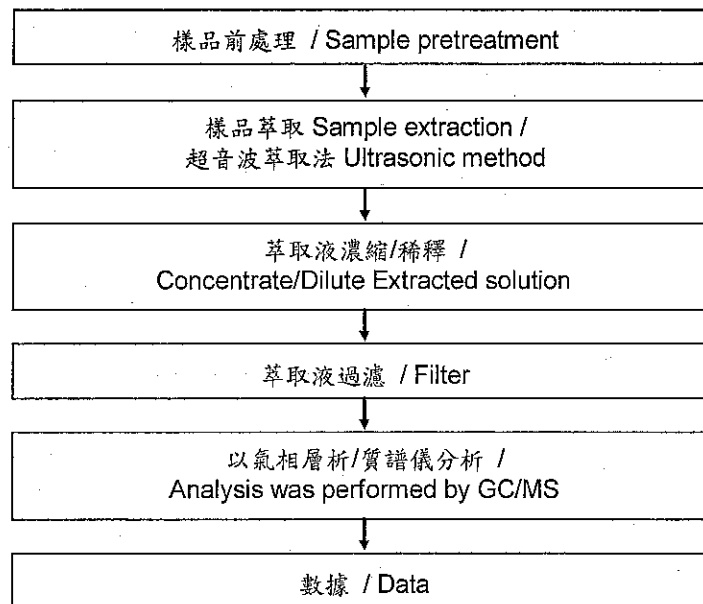 樣品前處理 / Sample pretreatment
樣品萃取 Sample extraction /
超音波萃取法 Ultrasonic method
萃取液濃縮/稀釋 /
Concentrate/Dilute Extracted solution
萃取液過濾 / Filter
以氣相層析/質譜儀分析 /
Analysis was performed by GC/MS
數據 / Data